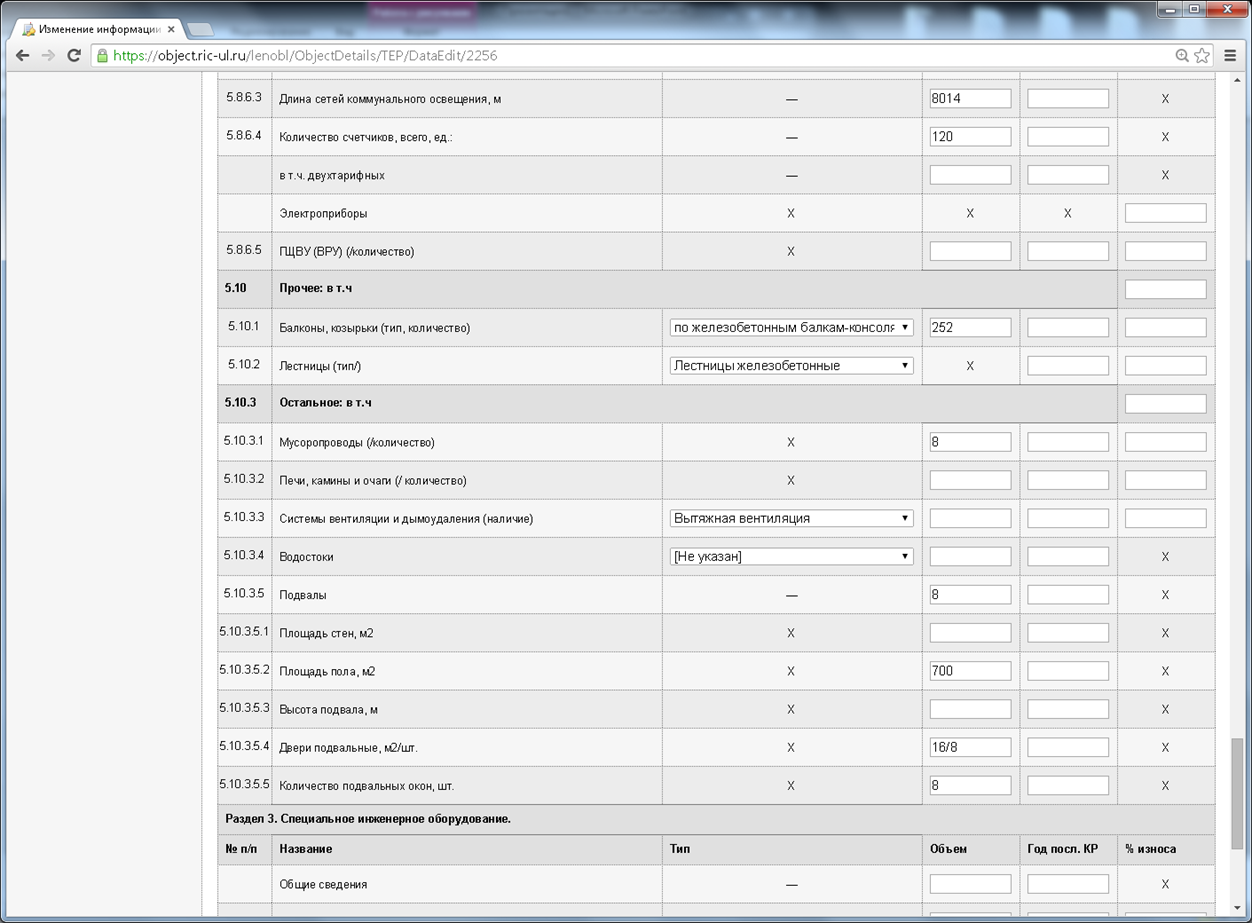 Изменение информации
https://object.ric-ul.ru/lenobl/ObjectDetails/TEP/DataEdit/2256
5.8.6.3 Длина сетей коммунального освещения, м — 8014 X
5.8.6.4 Количество счетчиков, всего, ед.: — 120 X
в т.ч. двухтарифных — X
Электроприборы X X X
5.8.6.5 ПЩВУ (ВРУ) (/количество) X
5.10 Прочее: в т.ч
5.10.1 Балконы, козырьки (тип, количество) по железобетонным балкам-консоля 252
5.10.2 Лестницы (тип/) Лестницы железобетонные X
5.10.3 Остальное: в т.ч
5.10.3.1 Мусоропроводы (/количество) X 8
5.10.3.2 Печи, камины и очаги (/ количество) X
5.10.3.3 Системы вентиляции и дымоудаления (наличие) Вытяжная вентиляция
5.10.3.4 Водостоки [Не указан] X
5.10.3.5 Подвалы — 8 X
5.10.3.5.1 Площадь стен, м2 X X
5.10.3.5.2 Площадь пола, м2 X 700 X
5.10.3.5.3 Высота подвала, м X X
5.10.3.5.4 Двери подвальные, м2/шт. X 16/8 X
5.10.3.5.5 Количество подвальных окон, шт. X 8 X
Раздел 3. Специальное инженерное оборудование.
№ п/п Название Тип Объем Год посл. КР % износа
Общие сведения — X